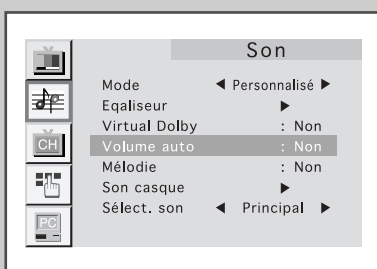 Son
Mode ◀ Personnalisé ▶
Eqaliseur ▶
Virtual Dolby : Non
Volume auto : Non
Mélodie : Non
Son casque ▶
Sélect. son ◀ Principal ▶
CH
PC